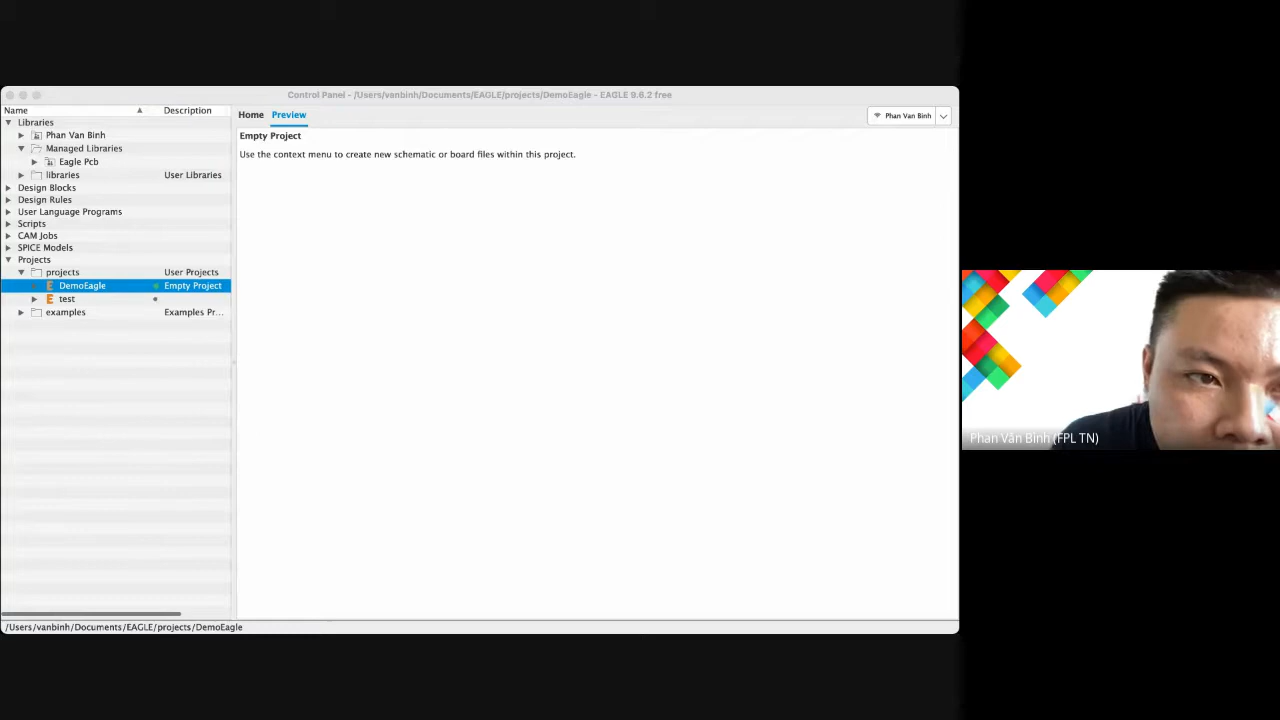 Control Panel - /Users/vanbinh/Documents/EAGLE/projects/DemoEagle - EAGLE 9.6.2 free
Name Description
Libraries
Phan Van Binh
Managed Libraries
Eagle Pcb
libraries User Libraries
Design Blocks
Design Rules
User Language Programs
Scripts
CAM Jobs
SPICE Models
Projects
projects User Projects
DemoEagle Empty Project
test
examples Examples Pr...
Home Preview
Phan Van Binh
Empty Project
Use the context menu to create new schematic or board files within this project.
/Users/vanbinh/Documents/EAGLE/projects/DemoEagle
Phan Văn Bình (FPL TN)